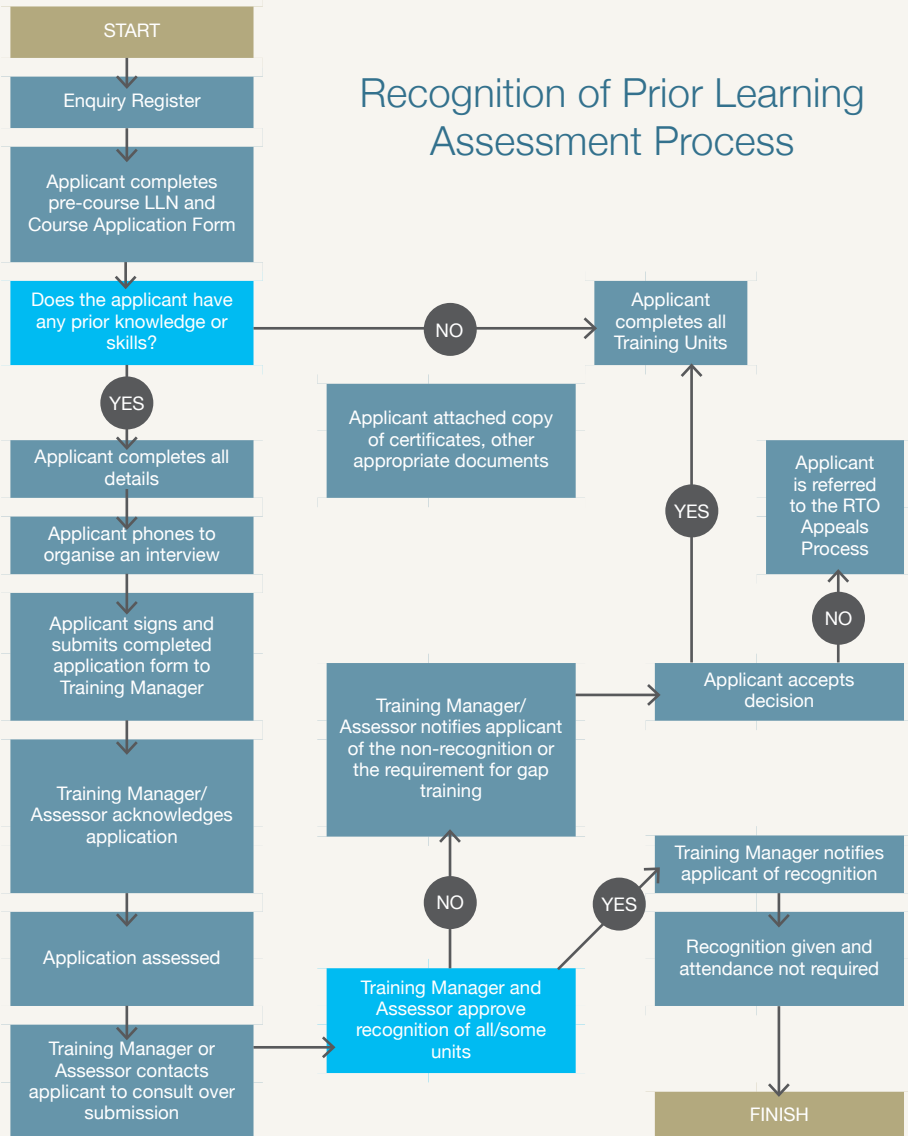 START
Recognition of Prior Learning
Assessment Process
Enquiry Register
Applicant completes
pre-course LLN and
Course Application Form
Does the applicant have
any prior knowledge or
skills?
NO
Applicant
completes all
Training Units
YES
Applicant completes all
details
Applicant attached copy
of certificates, other
appropriate documents
Applicant
is referred
to the RTO
Appeals
Process
YES
NO
Applicant phones to
organise an interview
Applicant signs and
submits completed
application form to
Training Manager
Training Manager/
Assessor notifies applicant
of the non-recognition or
the requirement for gap
training
Applicant accepts
decision
Training Manager/
Assessor acknowledges
application
Training Manager notifies
applicant of recognition
NO
YES
Application assessed
Recognition given and
attendance not required
Training Manager and
Assessor approve
recognition of all/some
units
Training Manager or
Assessor contacts
applicant to consult over
submission
FINISH